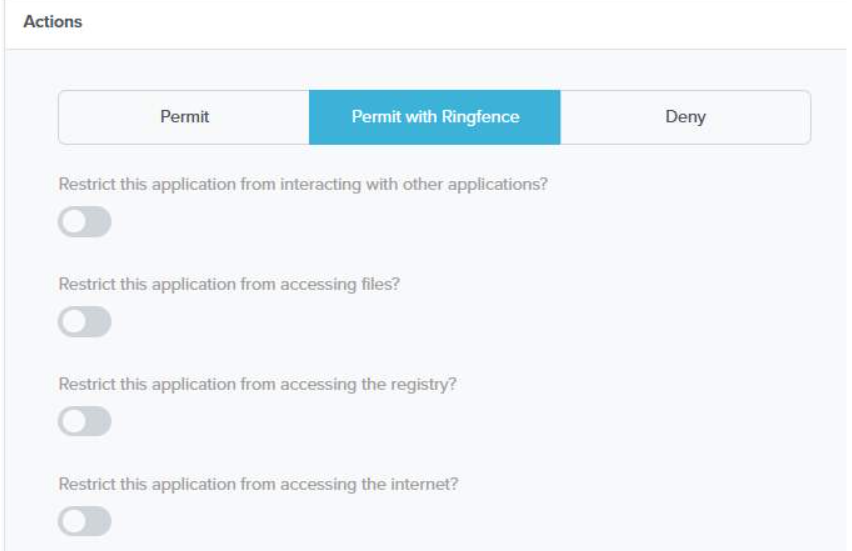 Actions
Permit
Permit with Ringfence
Deny
Restrict this application from interacting with other applications?
Restrict this application from accessing files?
Restrict this application from accessing the registry?
Restrict this application from accessing the internet?